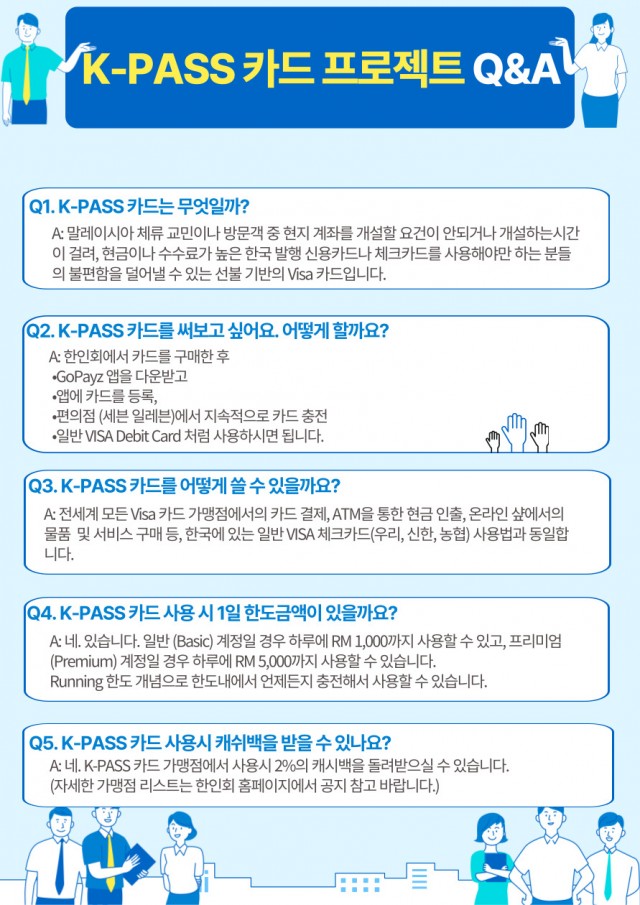 K-PASS 카드 프로젝트 Q&A
Q1. K-PASS 카드는 무엇일까?
A: 말레이시아 체류 교민이나 방문객 중 현지 계좌를 개설할 요건이 안되거나 개설하는시간
이 걸려, 현금이나 수수료가 높은 한국 발행 신용카드나 체크카드를 사용해야만 하는 분들
의 불편함을 덜어낼 수 있는 선불 기반의 Visa 카드입니다.
Q2. K-PASS 카드를 써보고 싶어요. 어떻게 할까요?
A: 한인회에서 카드를 구매한 후
•GoPayz 앱을 다운받고
•앱에 카드를 등록,
•편의점 (세븐 일레븐)에서 지속적으로 카드 충전
•일반 VISA Debit Card 처럼 사용하시면 됩니다.
Q3. K-PASS 카드를 어떻게 쓸 수 있을까요?
A: 전세계 모든 Visa 카드 가맹점에서의 카드 결제, ATM을 통한 현금 인출, 온라인 샾에서의
물품 및 서비스 구매 등, 한국에 있는 일반 VISA 체크카드(우리, 신한, 농협) 사용법과 동일합
니다.
Q4. K-PASS 카드 사용 시 1일 한도금액이 있을까요?
A: 네. 있습니다. 일반 (Basic) 계정일 경우 하루에 RM 1,000까지 사용할 수 있고, 프리미엄
(Premium) 계정일 경우 하루에 RM 5,000까지 사용할 수 있습니다.
Running 한도 개념으로 한도내에서 언제든지 충전해서 사용할 수 있습니다.
Q5. K-PASS 카드 사용시 캐쉬백을 받을 수 있나요?
A: 네. K-PASS 카드 가맹점에서 사용시 2%의 캐시백을 돌려받으실 수 있습니다.
(자세한 가맹점 리스트는 한인회 홈페이지에서 공지 참고 바랍니다.)